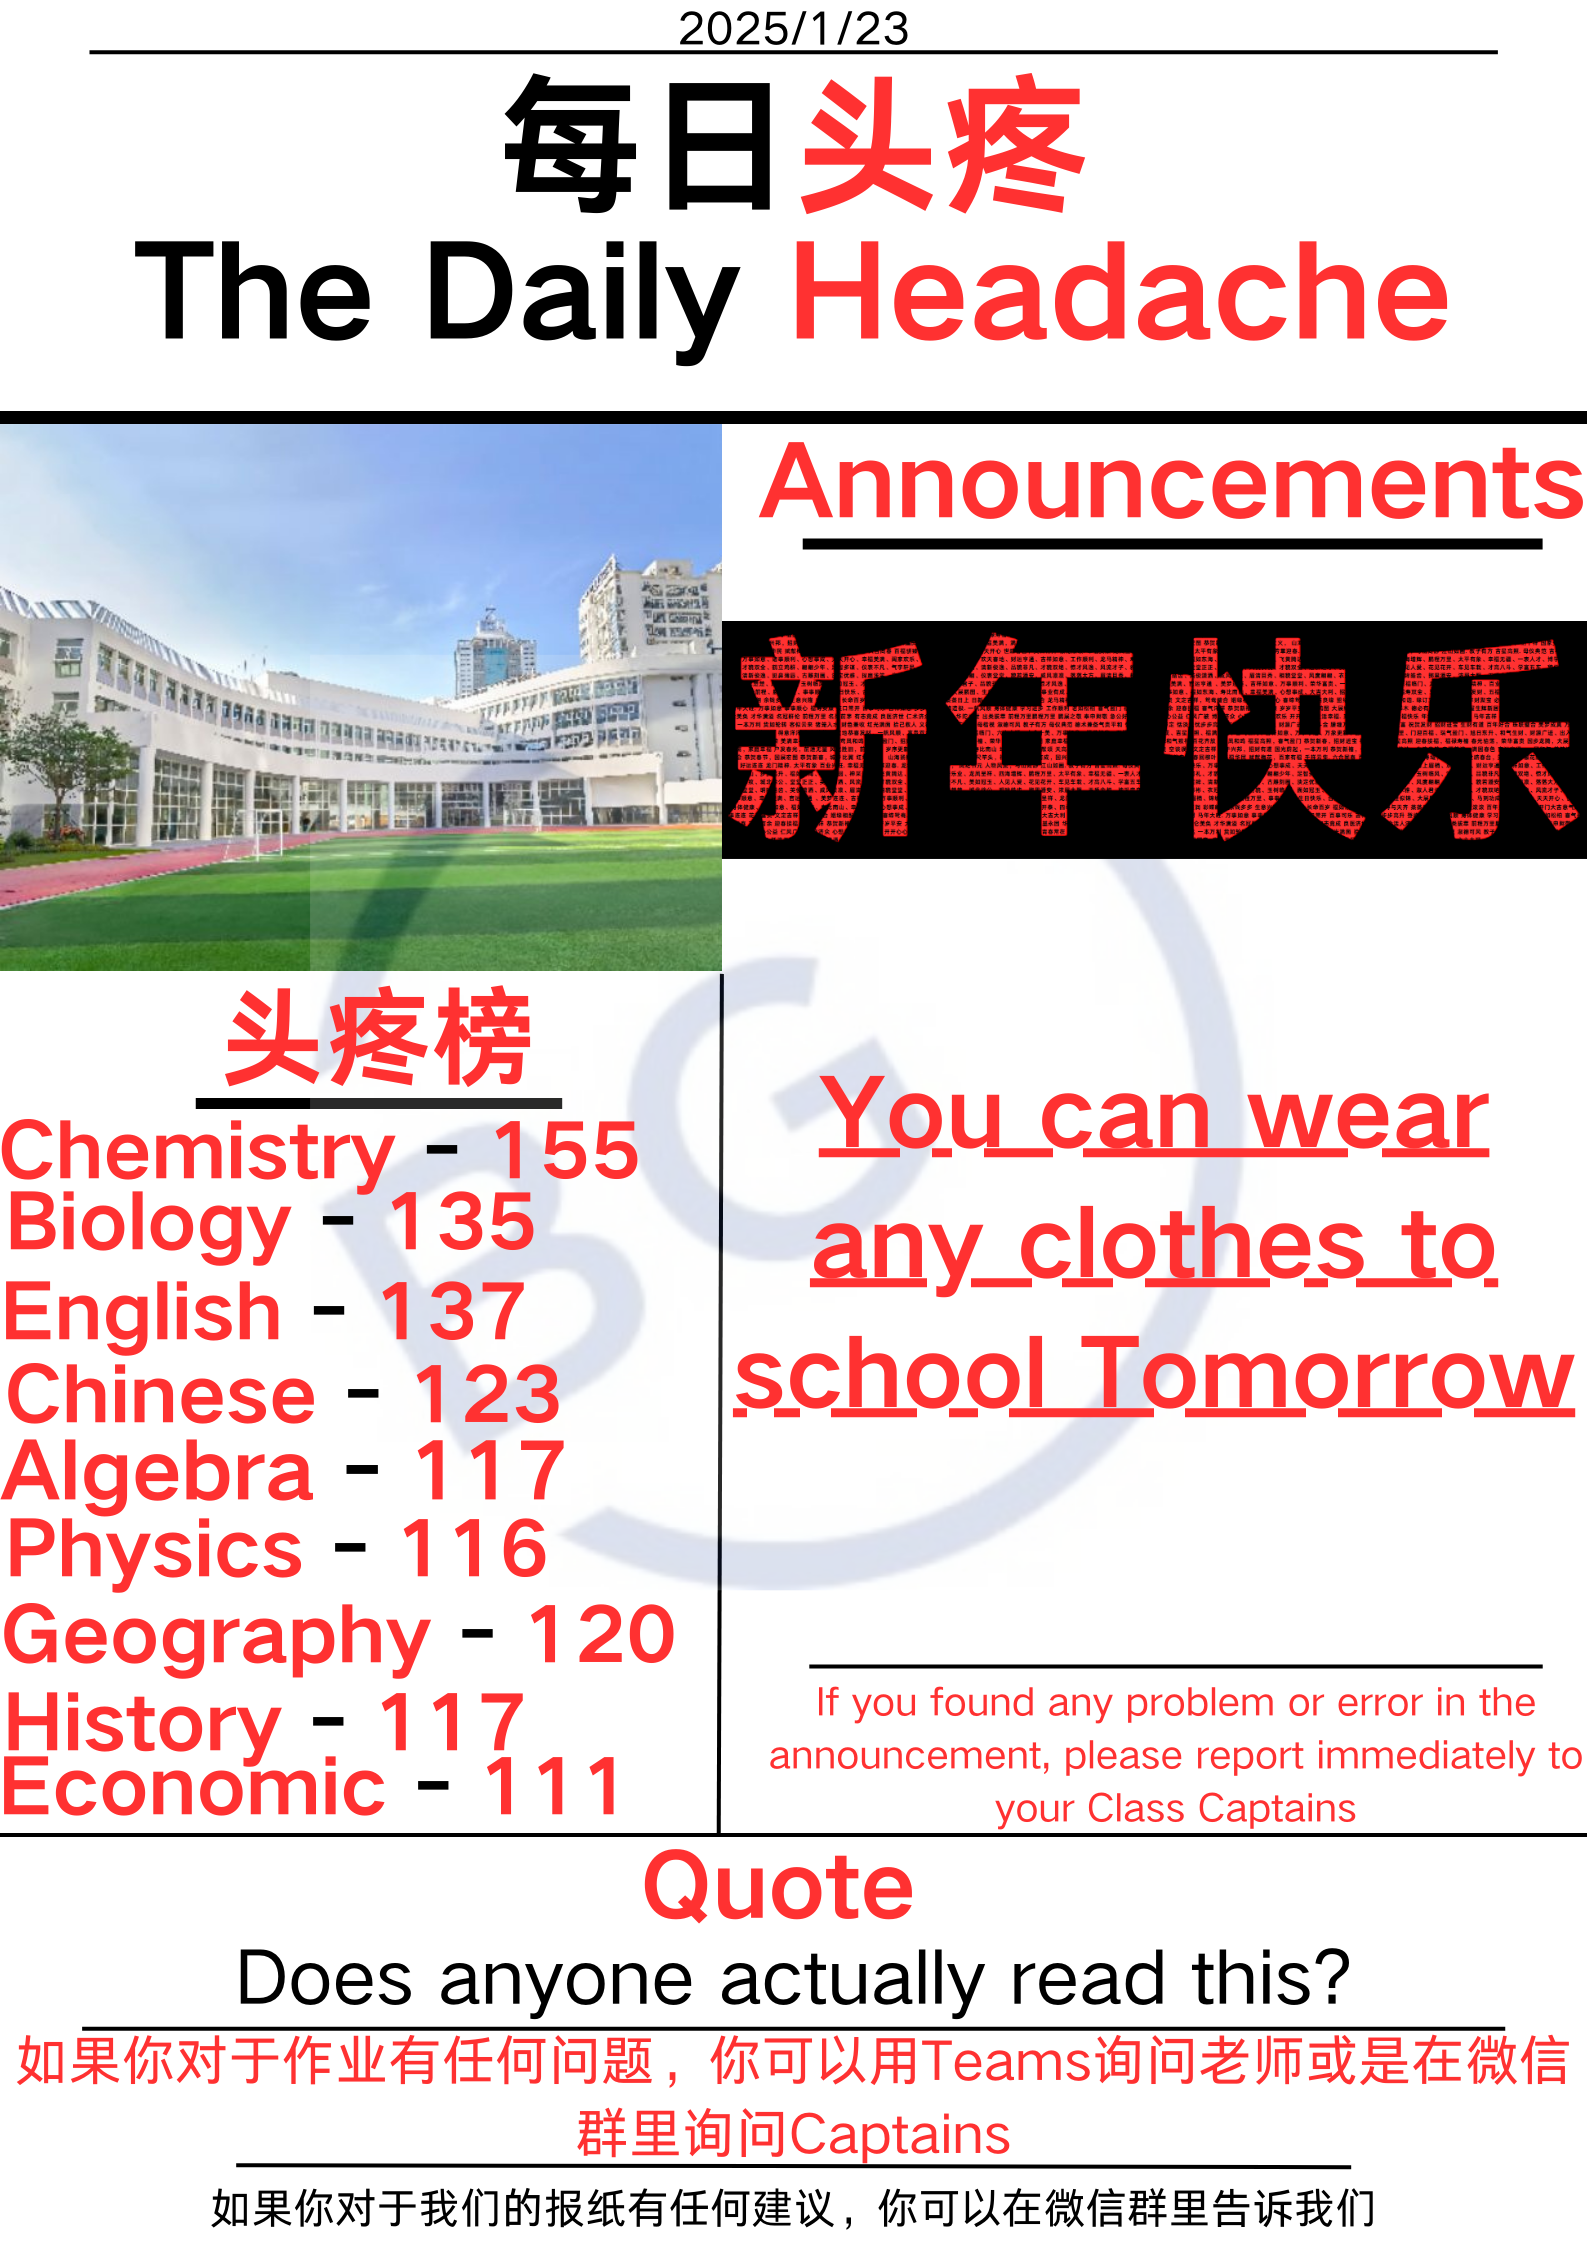 2025/1/23
每日头疼
The Daily Headache
Announcements
新年快乐
头疼榜
Chemistry - 155
Biology - 135
English - 137
Chinese - 123
Algebra - 117
Physics - 116
Geography - 120
History - 117
Economic - 111
BG
You can wear
any clothes to
school Tomorrow
If you found any problem or error in the
announcement, please report immediately to
your Class Captains
Quote
Does anyone actually read this?
如果你对于作业有任何问题，你可以用Teams询问老师或是在微信
群里询问Captains
如果你对于我们的报纸有任何建议，你可以在微信群里告诉我们